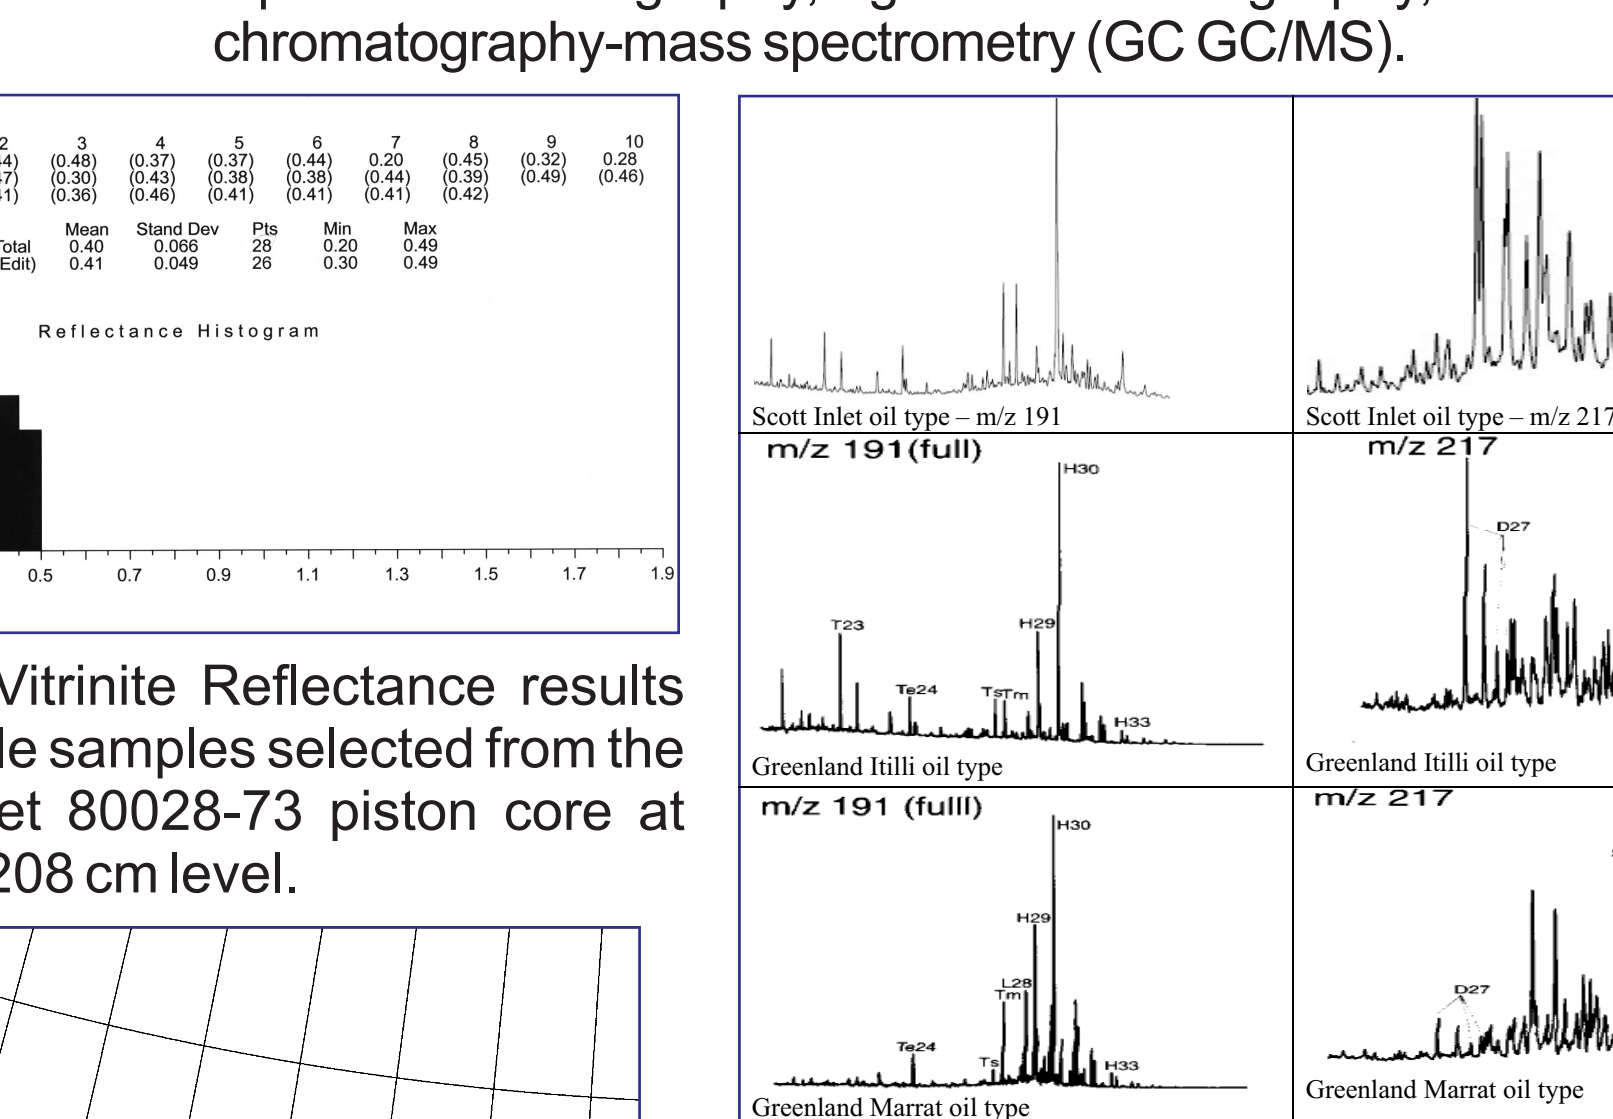 chromatography-mass spectrometry (GC GC/MS).
2 3 4 5 6 7 8 9 10
(0.48) (0.37) (0.37) (0.44) 0.20 (0.45) (0.32) 0.28
(0.30) (0.43) (0.38) (0.38) (0.44) (0.39) (0.49) (0.46)
(0.36) (0.46) (0.41) (0.41) (0.41) (0.42)
Mean Stand Dev Pts Min Max
Total 0.40 0.066 28 0.20 0.49
Edit) 0.41 0.049 26 0.30 0.49
Reflectance Histogram
0.5 0.7 0.9 1.1 1.3 1.5 1.7 1.9
Vitrinite Reflectance results
le samples selected from the
et 80028-73 piston core at
208 cm level.
Scott Inlet oil type – m/z 191
Scott Inlet oil type – m/z 217
m/z 191(full)
H30
T23
H29
Te24
Ts Tm
H33
Greenland Itilli oil type
m/z 217
D27
Greenland Itilli oil type
m/z 191 (fulll)
H30
H29
L28
Tm
Te24
Ts
H33
Greenland Marrat oil type
m/z 217
D27
Greenland Marrat oil type